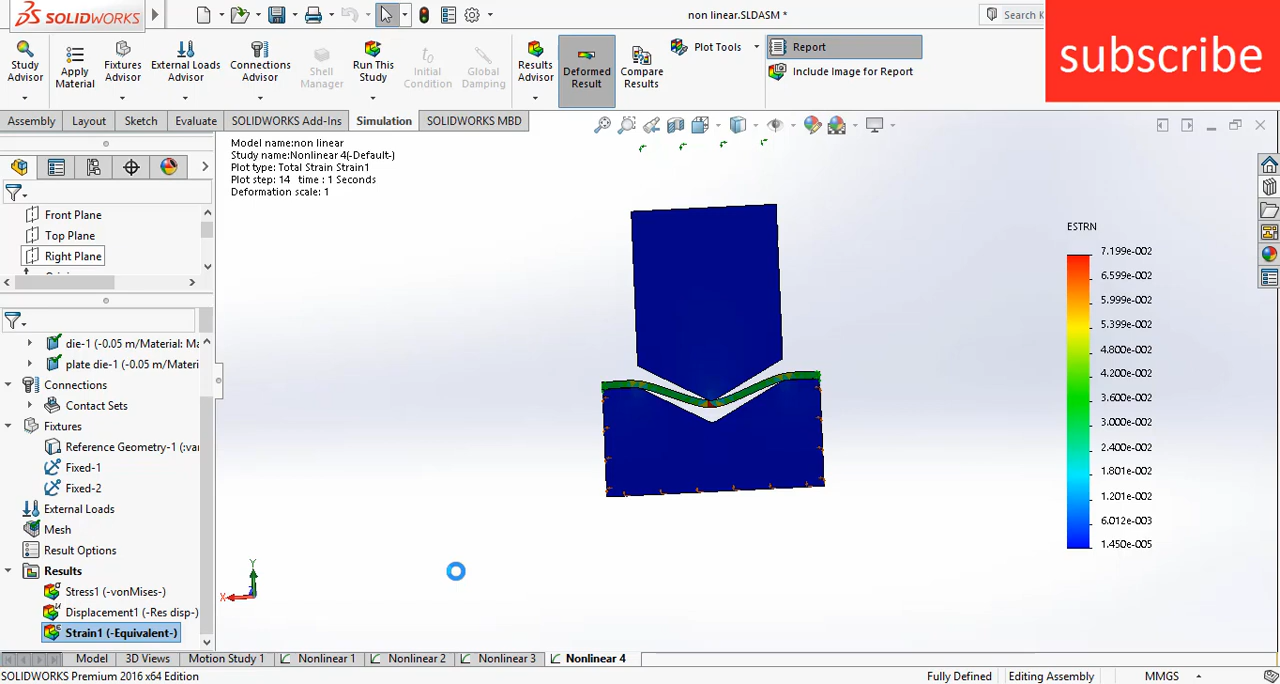 SOLIDWORKS
non linear.SLDASM *
Search K
subscribe
Study Advisor
Apply Material
Fixtures Advisor
External Loads Advisor
Connections Advisor
Shell Manager
Run This Study
Initial Condition
Global Damping
Results Advisor
Deformed Result
Compare Results
Plot Tools
Report
Include Image for Report
Assembly
Layout
Sketch
Evaluate
SOLIDWORKS Add-Ins
Simulation
SOLIDWORKS MBD
Model name:non linear
Study name:Nonlinear 4(-Default-)
Plot type: Total Strain Strain1
Plot step: 14   time : 1 Seconds
Deformation scale: 1
Front Plane
Top Plane
Right Plane
die-1 (-0.05 m/Material: Ma
plate die-1 (-0.05 m/Materi
Connections
Contact Sets
Fixtures
Reference Geometry-1 (:var
Fixed-1
Fixed-2
External Loads
Mesh
Result Options
Results
Stress1 (-vonMises-)
Displacement1 (-Res disp-)
Strain1 (-Equivalent-)
ESTRN
7.199e-002
6.599e-002
5.999e-002
5.399e-002
4.800e-002
4.200e-002
3.600e-002
3.000e-002
2.400e-002
1.801e-002
1.201e-002
6.012e-003
1.450e-005
Y
X
Model
3D Views
Motion Study 1
Nonlinear 1
Nonlinear 2
Nonlinear 3
Nonlinear 4
SOLIDWORKS Premium 2016 x64 Edition
Fully Defined
Editing Assembly
MMGS